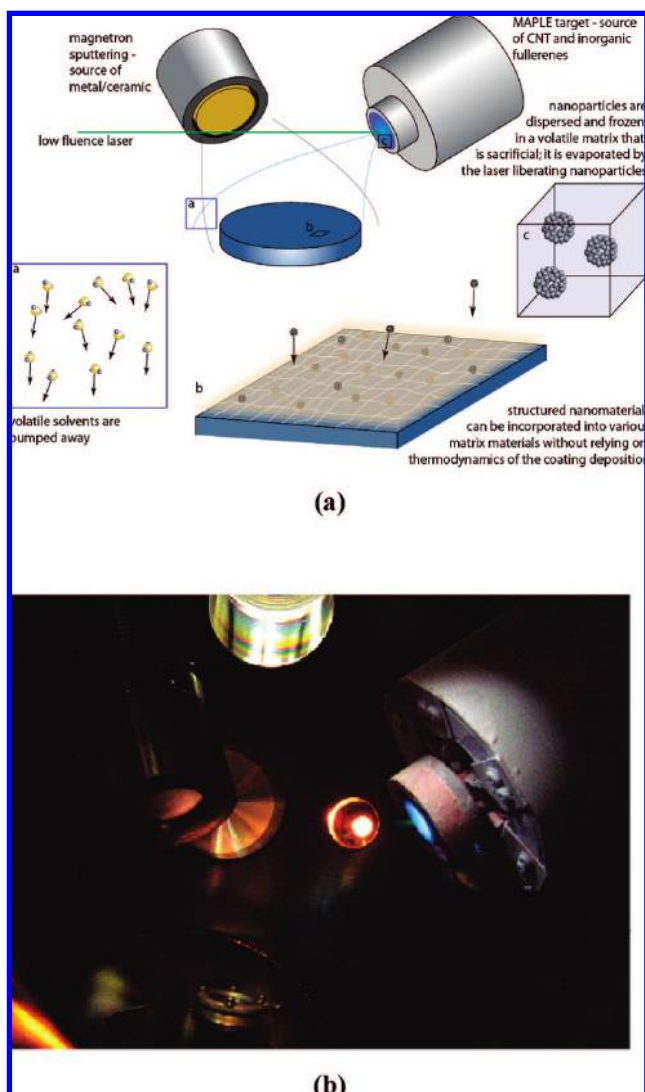 magnetron
sputtering -
source of
metal/ceramic
MAPLE target - source
of CNT and inorganic
fullerenes
low fluence laser
nanoparticles are
dispersed and frozen
in a volatile matrix that
is sacrificial; it is evaporated by
the laser liberating nanoparticles
c
a
b
c
a
b
volatile solvents are
pumped away
structured nanomaterial
can be incorporated into variou
matrix materials without relying on
thermodynamics of the coating deposition
(a)
(b)